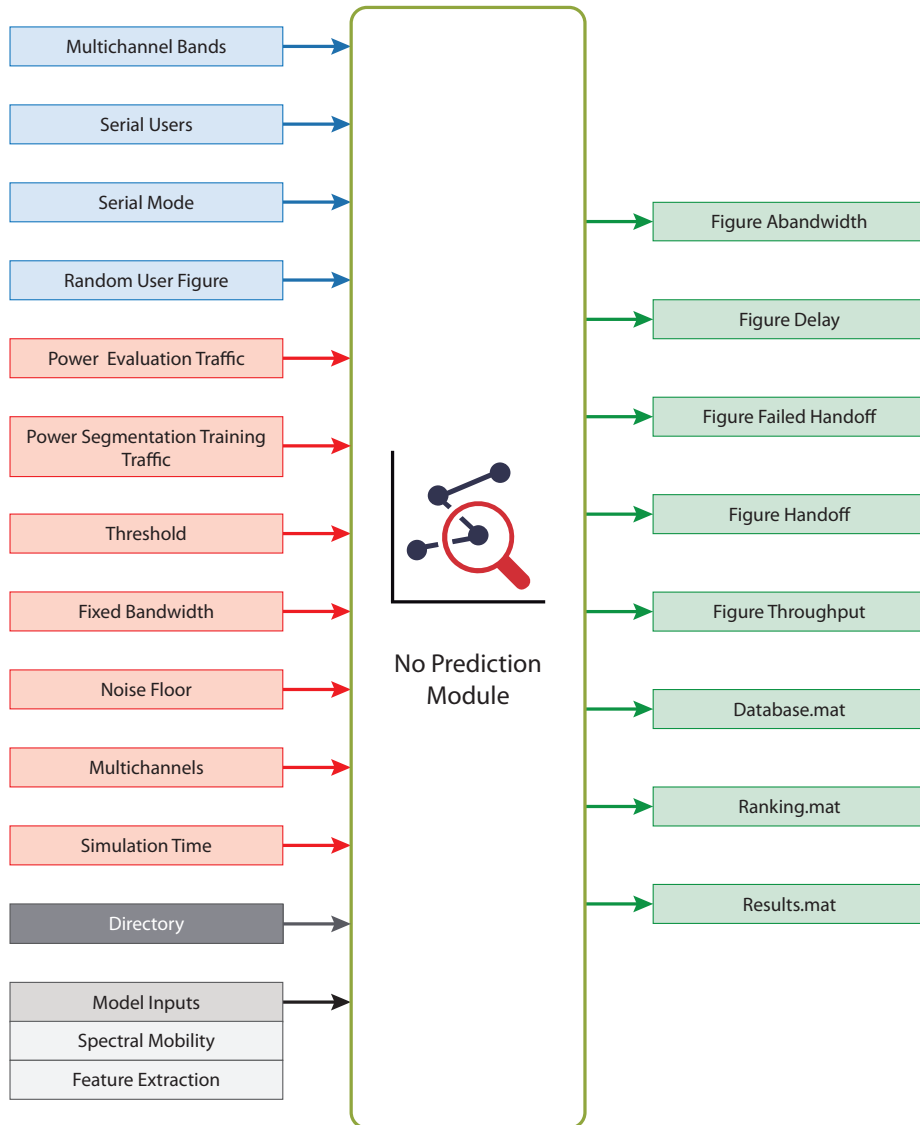 Multichannel Bands
Serial Users
Serial Mode
Random User Figure
Power Evaluation Traffic
Power Segmentation Training
Traffic
Threshold
Fixed Bandwidth
Noise Floor
Multichannels
Simulation Time
Directory
Model Inputs
Spectral Mobility
Feature Extraction
No Prediction
Module
Figure Abandwidth
Figure Delay
Figure Failed Handoff
Figure Handoff
Figure Throughput
Database.mat
Ranking.mat
Results.mat